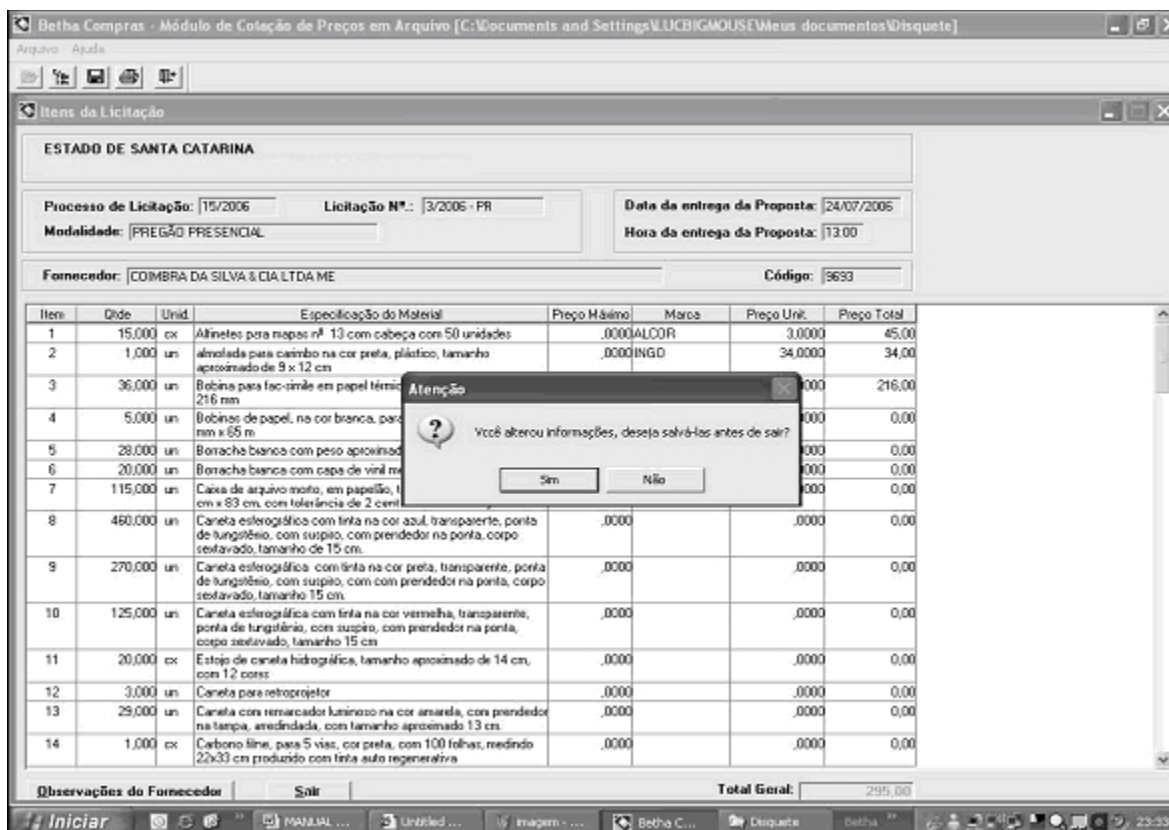 Betha Compras - Módulo de Cotação de Preços em Arquivo [C:\Documents and Settings\LUCBIGMOUSE\Meus documentos\Disquete]
Arquivo Ajuda
Itens da Licitação
ESTADO DE SANTA CATARINA
Processo de Licitação: 15/2006 Licitação Nº.: 3/2006 - PR Data da entrega da Proposta: 24/07/2006
Modalidade: PREGÃO PRESENCIAL Hora da entrega da Proposta: 13:00
Fornecedor: COIMBRA DA SILVA & CIA LTDA ME Código: 9693
Item Qtde Unid. Especificação do Material Preço Máximo Marca Preço Unit. Preço Total
1 15,000 cx Alfinetes para mapas nº 13 com cabeça com 50 unidades ,0000 ALCOR 3,0000 45,00
2 1,000 un almofada para carimbo na cor preta, plástico, tamanho ,0000 INGD 34,0000 34,00
aproximado de 9 x 12 cm
3 36,000 un Bobina para fac-simile em papel térmic 000 216,00
216 mm
4 5,000 un Bobinas de papel, na cor branca, para 000 0,00
mm x 65 m
5 28,000 un Borracha branca com peso aproximad 000 0,00
6 20,000 un Borracha branca com capa de vinil me 000 0,00
7 115,000 un Caixa de arquivo morto, em papelão, 000 0,00
cm x 83 cm, com tolerância de 2 cent
Atenção
Você alterou informações, deseja salvá-las antes de sair?
Sim Não
8 460,000 un Caneta esferográfica com tinta na cor azul, transparente, ponta ,0000 ,0000 0,00
de tungstênio, com suspiro, com prendedor na ponta, corpo
sextavado, tamanho de 15 cm.
9 270,000 un Caneta esferográfica com tinta na cor preta, transparente, ponta ,0000 ,0000 0,00
de tungstênio, com suspiro, com com prendedor na ponta, corpo
sextavado, tamanho 15 cm.
10 125,000 un Caneta esferográfica com tinta na cor vermelha, transparente, ,0000 ,0000 0,00
ponta de tungstênio, com suspiro, com prendedor na ponta,
corpo sextavado, tamanho 15 cm
11 20,000 cx Estojo de caneta hidrográfica, tamanho aproximado de 14 cm, ,0000 ,0000 0,00
com 12 cores
12 3,000 un Caneta para retroprojetor ,0000 ,0000 0,00
13 29,000 un Caneta com remarcador luminoso na cor amarela, com prendedor ,0000 ,0000 0,00
na tampa, arredindada, com tamanho aproximado 13 cm.
14 1,000 cx Carbono filme, para 5 vias, cor preta, com 100 folhas, medindo ,0000 ,0000 0,00
22x33 cm produzido com tinta auto regenerativa
Observações do Fornecedor Sair Total Geral: 295,00
Iniciar MANUAL ... Untitled ... imagem - ... Betha C... Disquete Betha 23:33